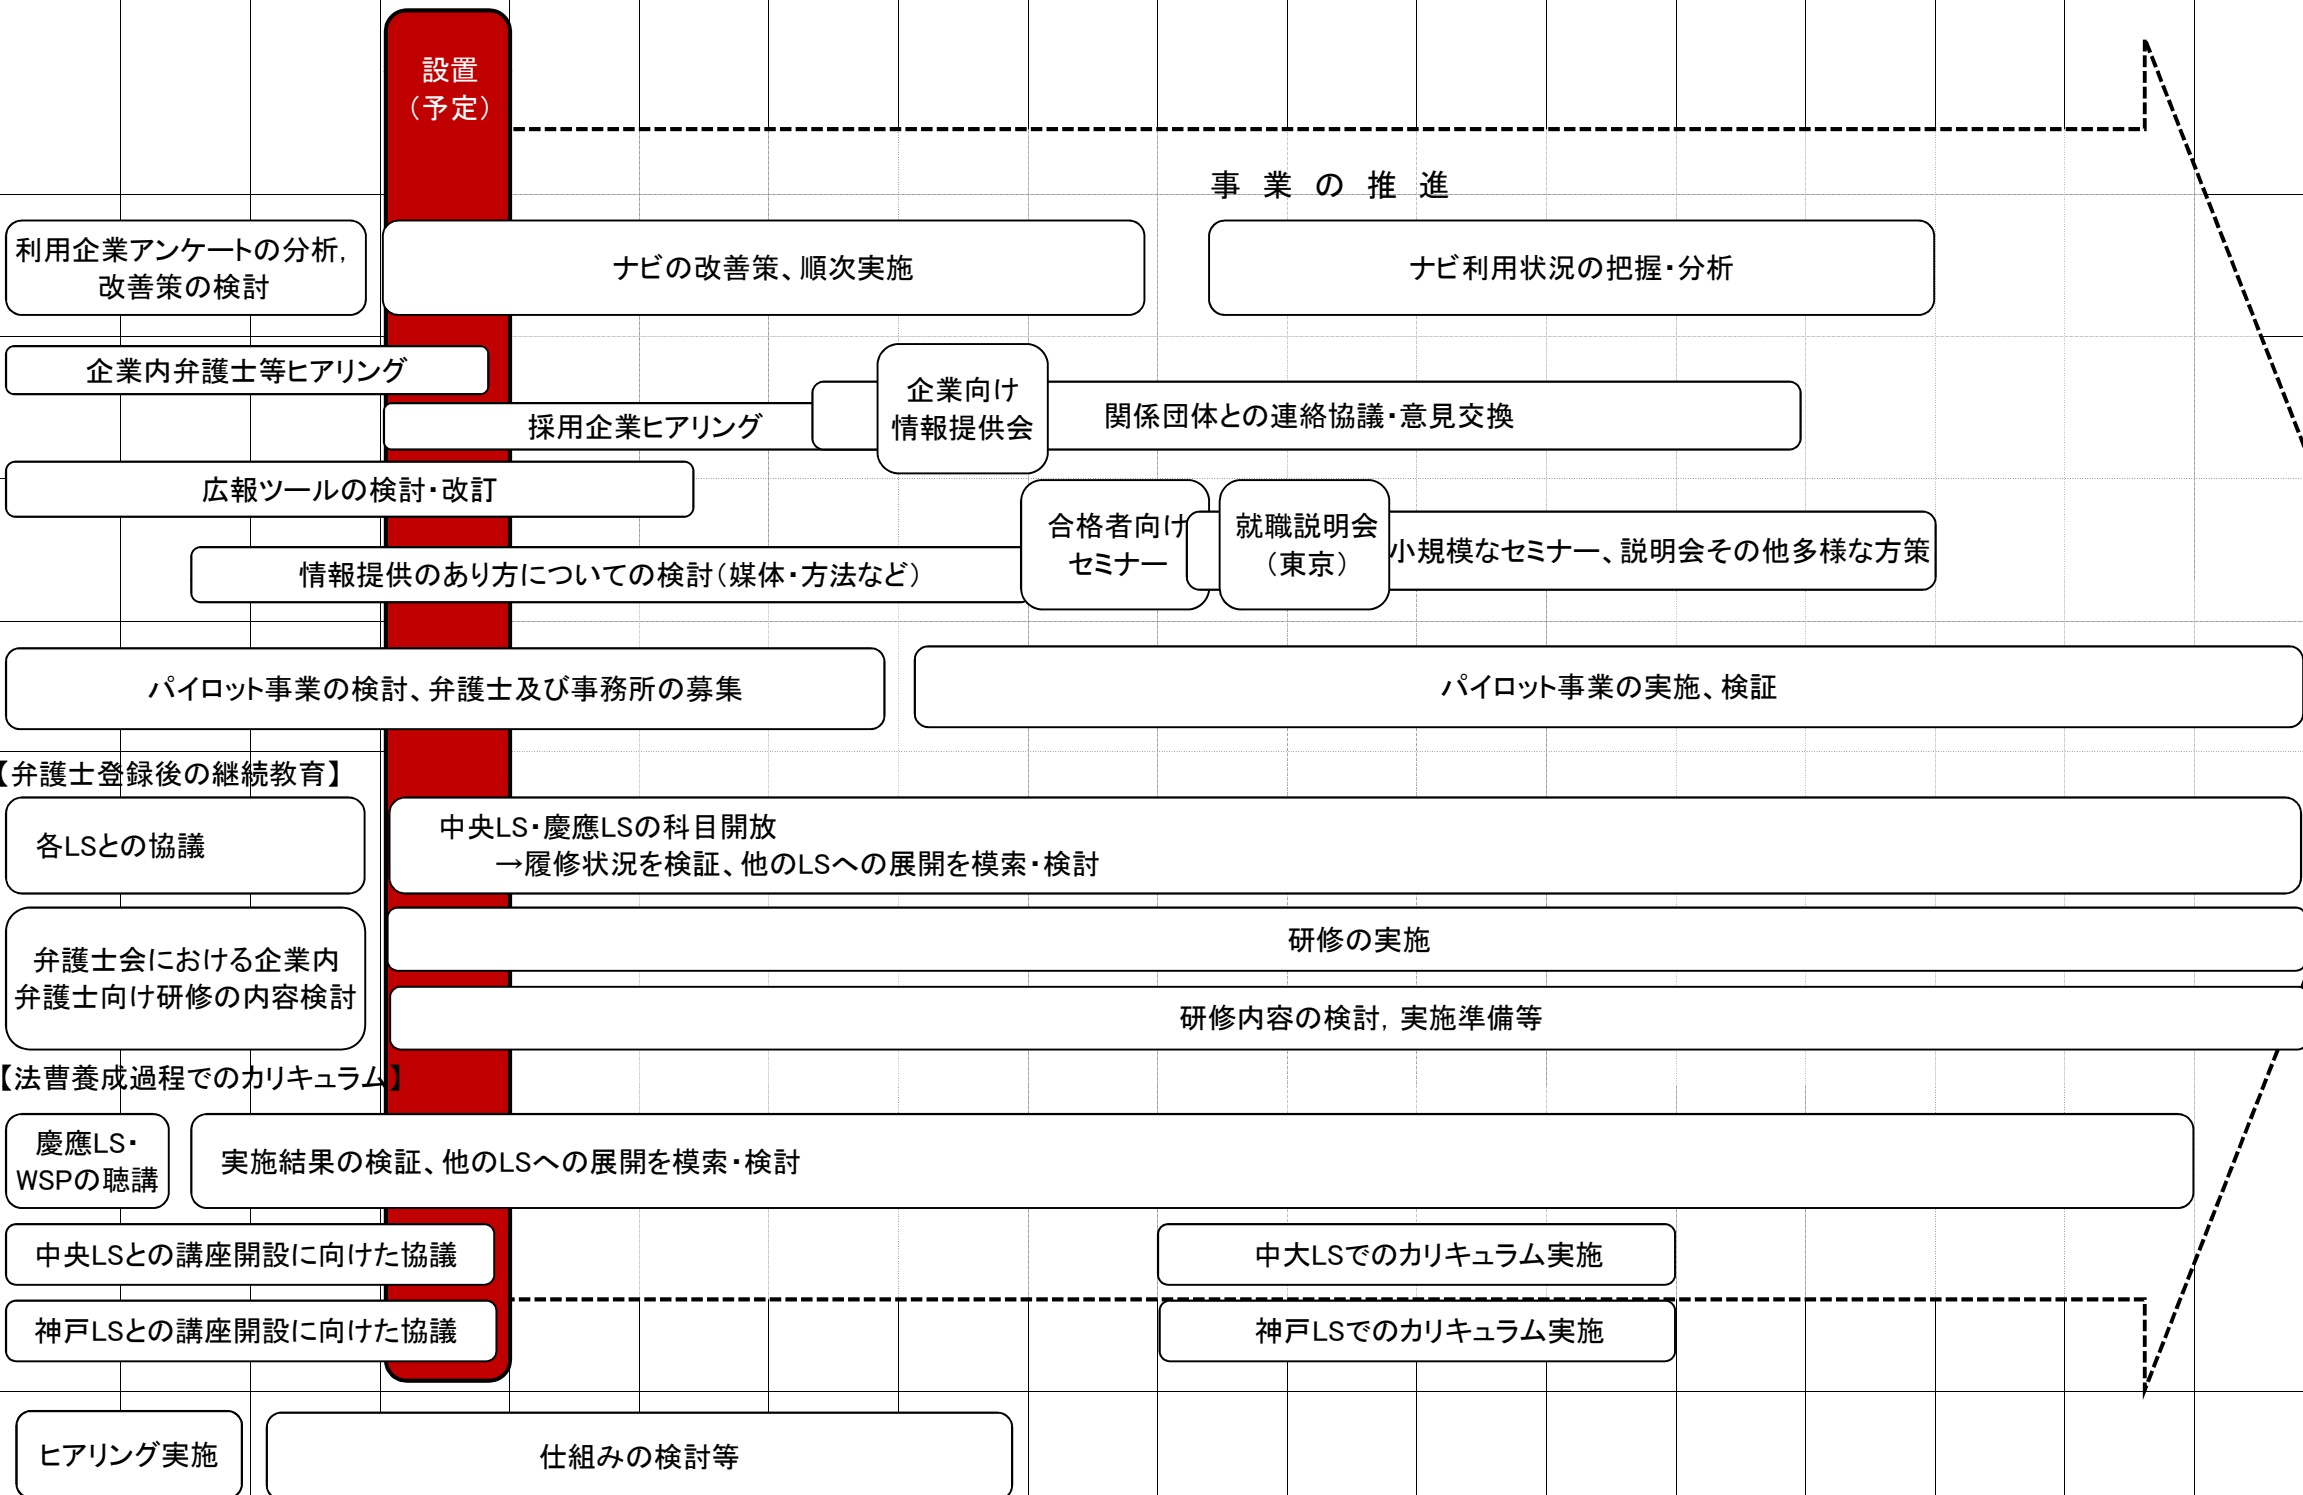 設置
（予定）
事業の推進
利用企業アンケートの分析，
改善策の検討
ナビの改善策、順次実施
ナビ利用状況の把握・分析
企業内弁護士等ヒアリング
採用企業ヒアリング
企業向け
情報提供会
関係団体との連絡協議・意見交換
広報ツールの検討・改訂
情報提供のあり方についての検討（媒体・方法など）
合格者向け
セミナー
就職説明会
（東京）
小規模なセミナー、説明会その他多様な方策
パイロット事業の検討、弁護士及び事務所の募集
パイロット事業の実施、検証
【弁護士登録後の継続教育】
各LSとの協議
中央LS・慶應LSの科目開放
→履修状況を検証、他のLSへの展開を模索・検討
弁護士会における企業内
弁護士向け研修の内容検討
研修の実施
研修内容の検討，実施準備等
【法曹養成過程でのカリキュラム】
慶應LS・
WSPの聴講
実施結果の検証、他のLSへの展開を模索・検討
中央LSとの講座開設に向けた協議
中大LSでのカリキュラム実施
神戸LSとの講座開設に向けた協議
神戸LSでのカリキュラム実施
ヒアリング実施
仕組みの検討等